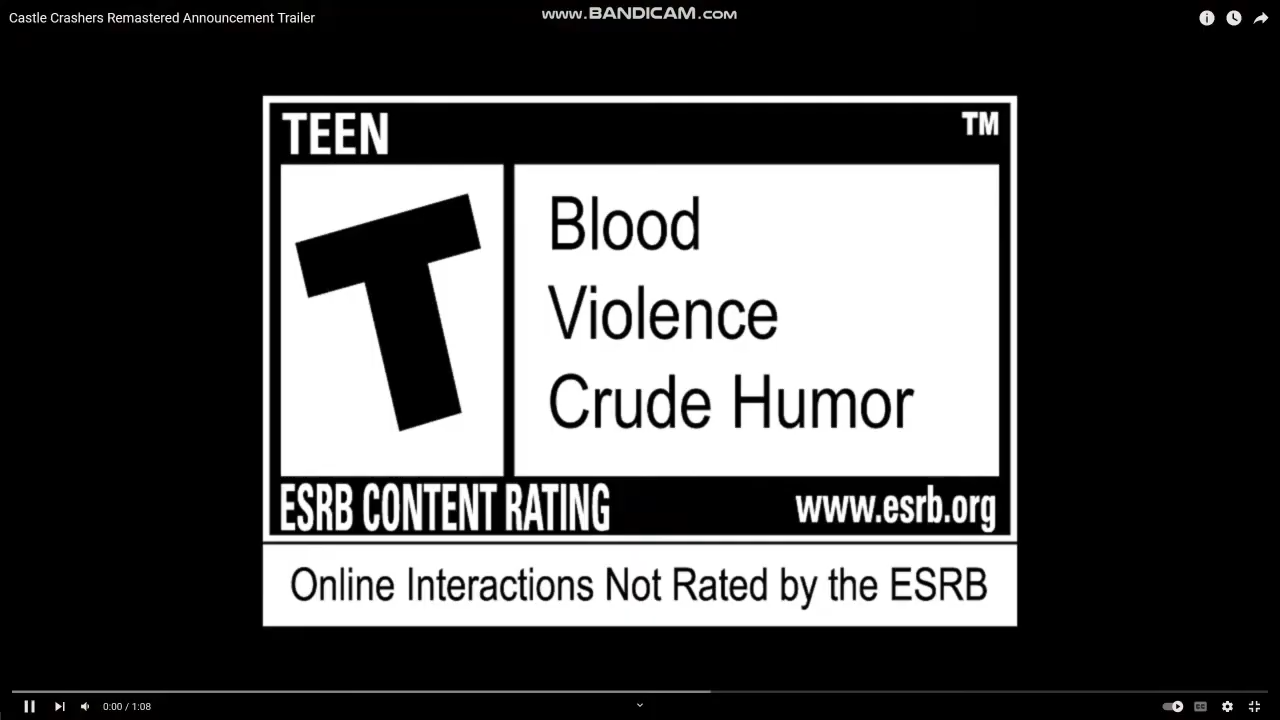 Castle Crashers Remastered Announcement Trailer
www.BANDICAM.com
TEEN
TM
T
Blood
Violence
Crude Humor
ESRB CONTENT RATING
www.esrb.org
Online Interactions Not Rated by the ESRB
0:00 / 1:08
CC